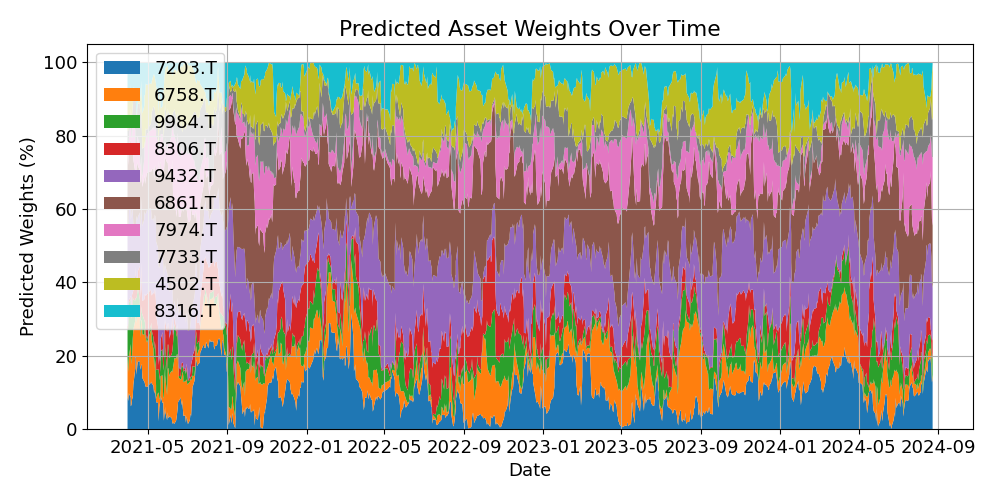 Predicted Asset Weights Over Time
Predicted Weights (%)
100
80
60
40
20
0
7203.T
6758.T
9984.T
8306.T
9432.T
6861.T
7974.T
7733.T
4502.T
8316.T
2021-05 2021-09 2022-01 2022-05 2022-09 2023-01 2023-05 2023-09 2024-01 2024-05 2024-09
Date